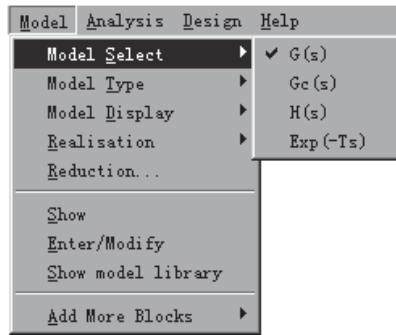 Model Analysis Design Help
Model Select
Model Type
Model Display
Realisation
Reduction...
Show
Enter/Modify
Show model library
Add More Blocks
✔ G(s)
Gc(s)
H(s)
Exp(-Ts)